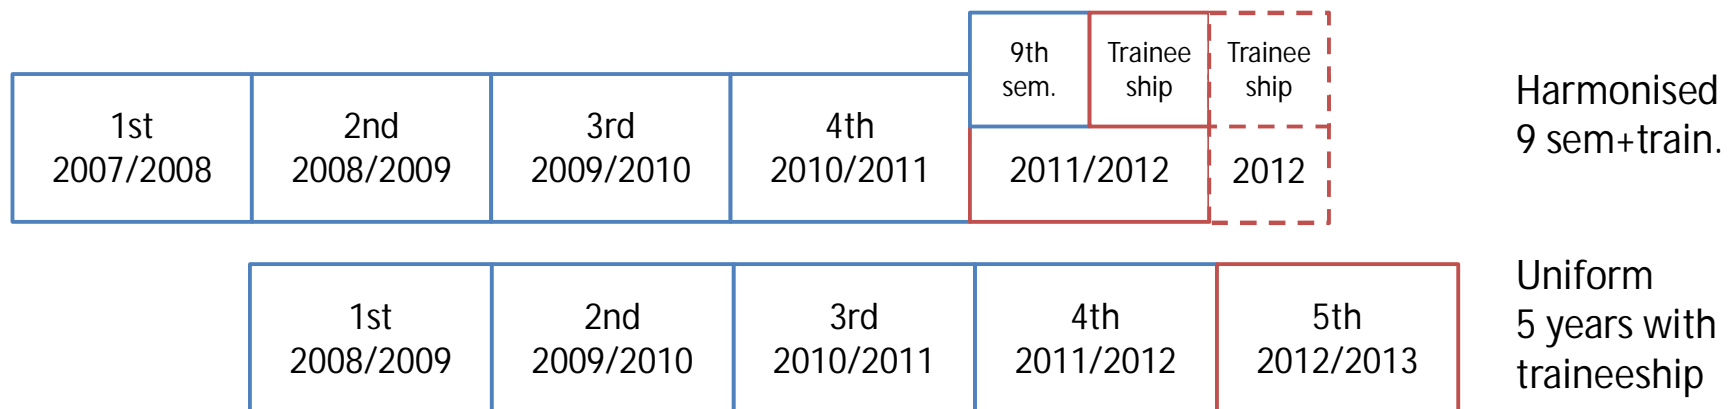 1st
2007/2008
2nd
2008/2009
3rd
2009/2010
4th
2010/2011
9th
sem.
Trainee
ship
Trainee
ship
2011/2012
2012
Harmonised
9 sem+train.
1st
2008/2009
2nd
2009/2010
3rd
2010/2011
4th
2011/2012
5th
2012/2013
Uniform
5 years with
traineeship